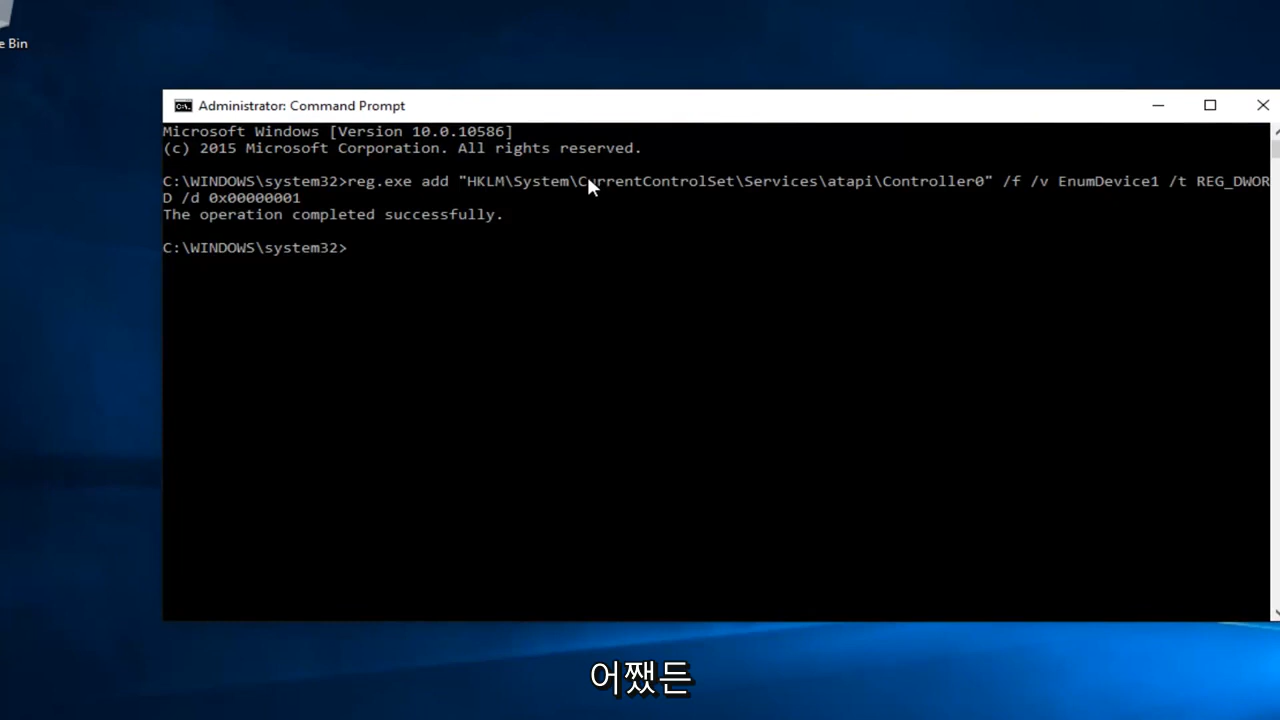 e Bin
Administrator: Command Prompt
Microsoft Windows [Version 10.0.10586]
(c) 2015 Microsoft Corporation. All rights reserved.
C:\WINDOWS\system32>reg.exe add "HKLM\System\CurrentControlSet\Services\atapi\Controller0" /f /v EnumDevice1 /t REG_DWOR
D /d 0x00000001
The operation completed successfully.
C:\WINDOWS\system32>
어쨌든